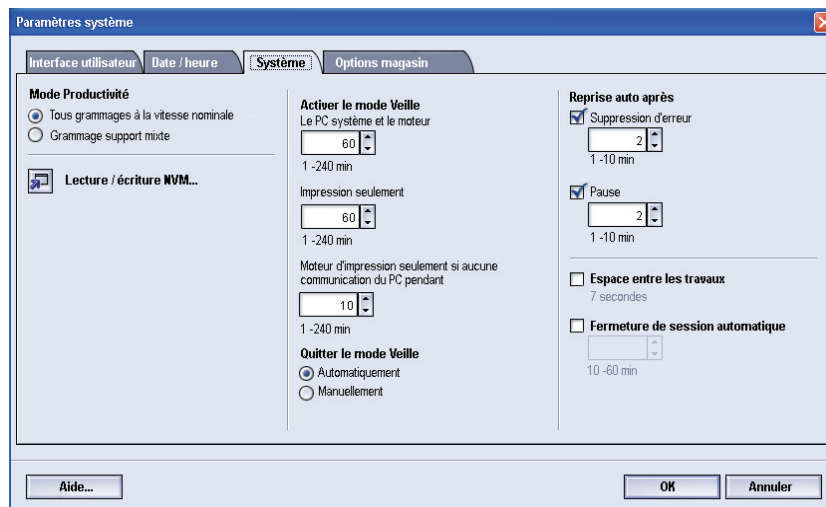 Paramètres système
Interface utilisateur
Date / heure
Système
Options magasin
Mode Productivité
Tous grammages à la vitesse nominale
Grammage support mixte
Lecture / écriture NVM...
Activer le mode Veille
Le PC système et le moteur
60
1 -240 min
Impression seulement
60
1 -240 min
Moteur d'impression seulement si aucune
communication du PC pendant
10
1 -240 min
Quitter le mode Veille
Automatiquement
Manuellement
Reprise auto après
Suppression d'erreur
2
1 -10 min
Pause
2
1 -10 min
Espace entre les travaux
7 secondes
Fermeture de session automatique
10 -60 min
Aide...
OK
Annuler